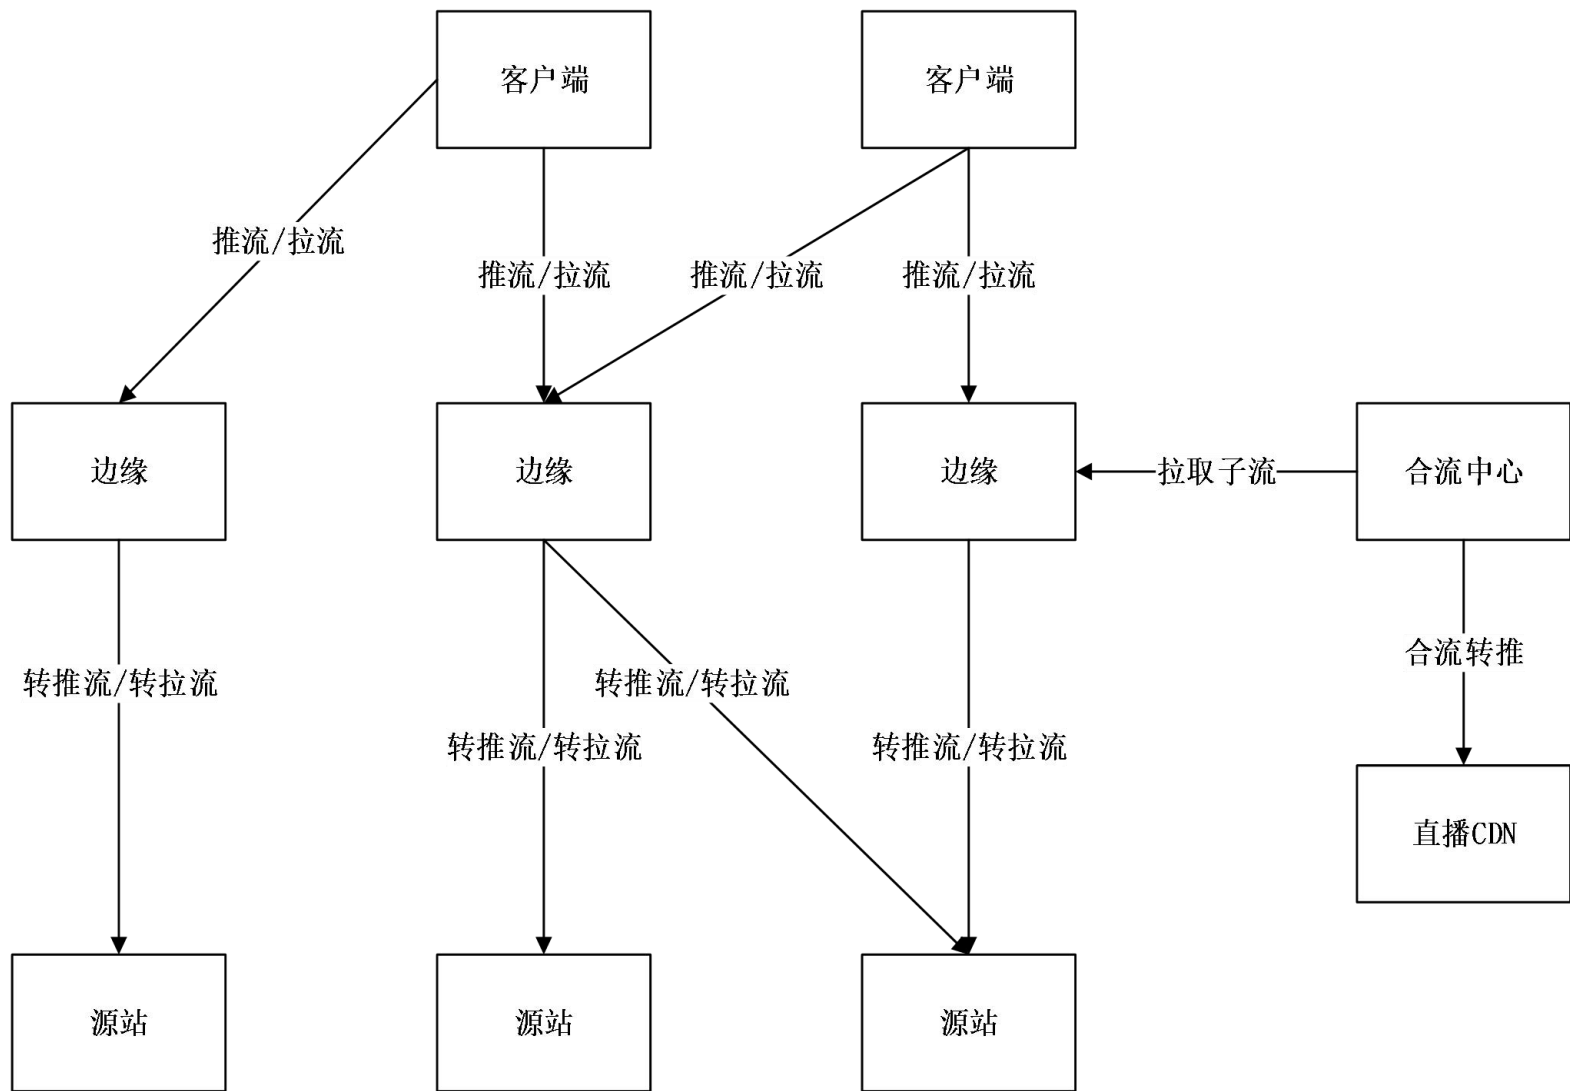 客户端
客户端
推流/拉流
推流/拉流
推流/拉流
推流/拉流
边缘
边缘
边缘
拉取子流
合流中心
转推流/转拉流
转推流/转拉流
转推流/转拉流
转推流/转拉流
合流转推
直播CDN
源站
源站
源站